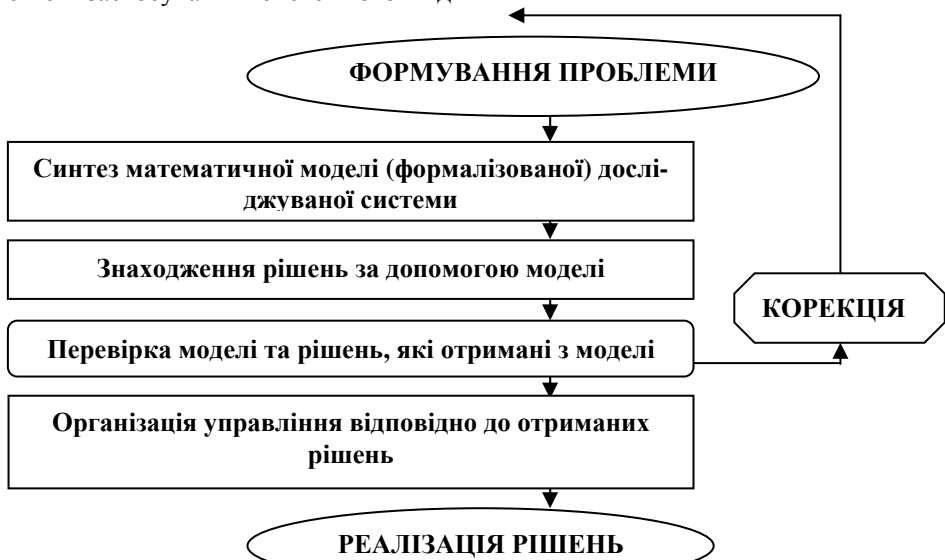 ФОРМУВАННЯ ПРОБЛЕМИ
Синтез математичної моделі (формалізованої) дослі-
джуваної системи
Знаходження рішень за допомогою моделі
КОРЕКЦІЯ
Перевірка моделі та рішень, які отримані з моделі
Організація управління відповідно до отриманих
рішень
РЕАЛІЗАЦІЯ РІШЕНЬ